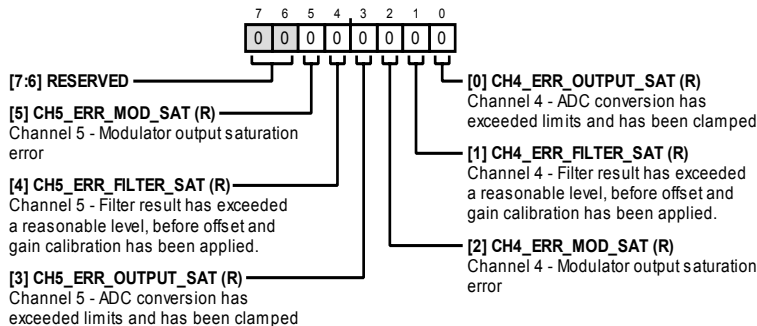 7 6 5 4 3 2 1 0
0 0 0 0 0 0 0 0
[7:6] RESERVED
[5] CH5_ERR_MOD_SAT (R)
Channel 5 - Modulator output saturation
error
[4] CH5_ERR_FILTER_SAT (R)
Channel 5 - Filter result has exceeded
a reasonable level, before offset and
gain calibration has been applied.
[3] CH5_ERR_OUTPUT_SAT (R)
Channel 5 - ADC conversion has
exceeded limits and has been clamped
[0] CH4_ERR_OUTPUT_SAT (R)
Channel 4 - ADC conversion has
exceeded limits and has been clamped
[1] CH4_ERR_FILTER_SAT (R)
Channel 4 - Filter result has exceeded
a reasonable level, before offset and
gain calibration has been applied.
[2] CH4_ERR_MOD_SAT (R)
Channel 4 - Modulator output saturation
error